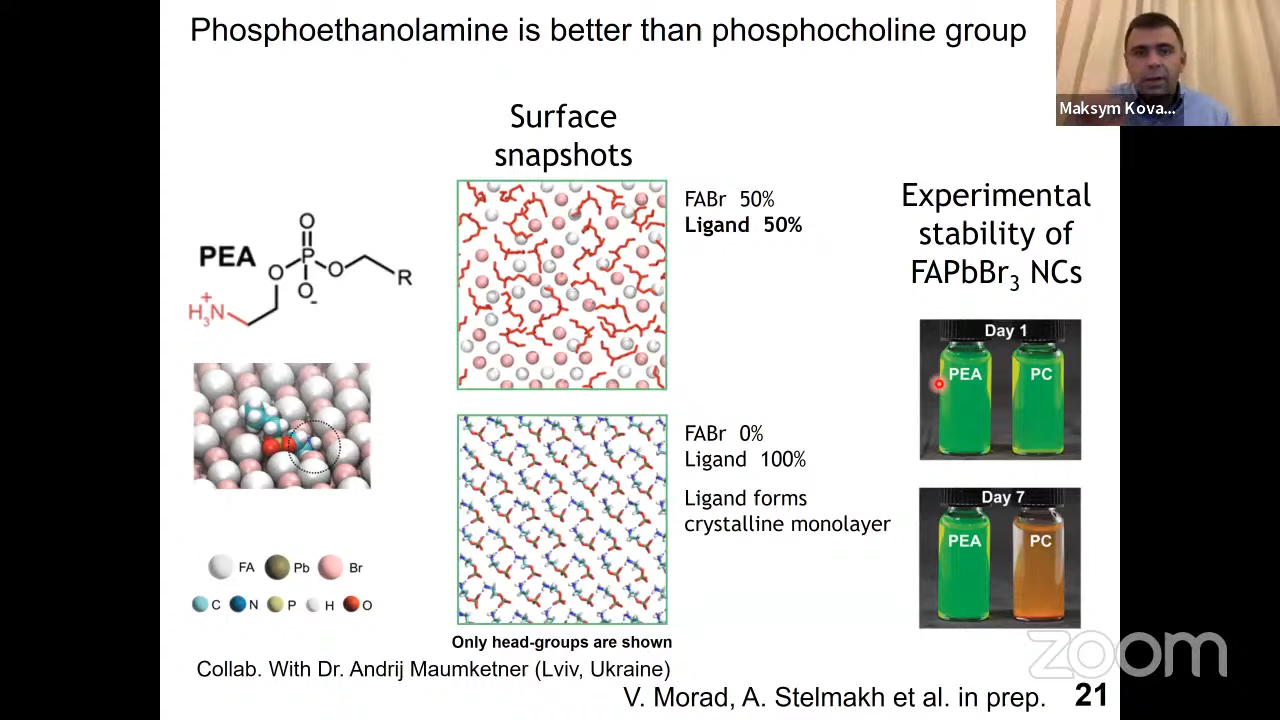 Phosphoethanolamine is better than phosphocholine group
Maksym Kova...
Surface
snapshots
FABr 50%
Ligand 50%
Experimental
stability of
FAPbBr3 NCs
PEA
O
P
O
O
O
-
R
+
H3N
Day 1
PEA
PC
FABr 0%
Ligand 100%
Ligand forms
crystalline monolayer
Day 7
PEA
PC
FA
Pb
Br
C
N
P
H
O
Only head-groups are shown
Collab. With Dr. Andrij Maumketner (Lviv, Ukraine)
zoom
V. Morad, A. Stelmakh et al. in prep.
21